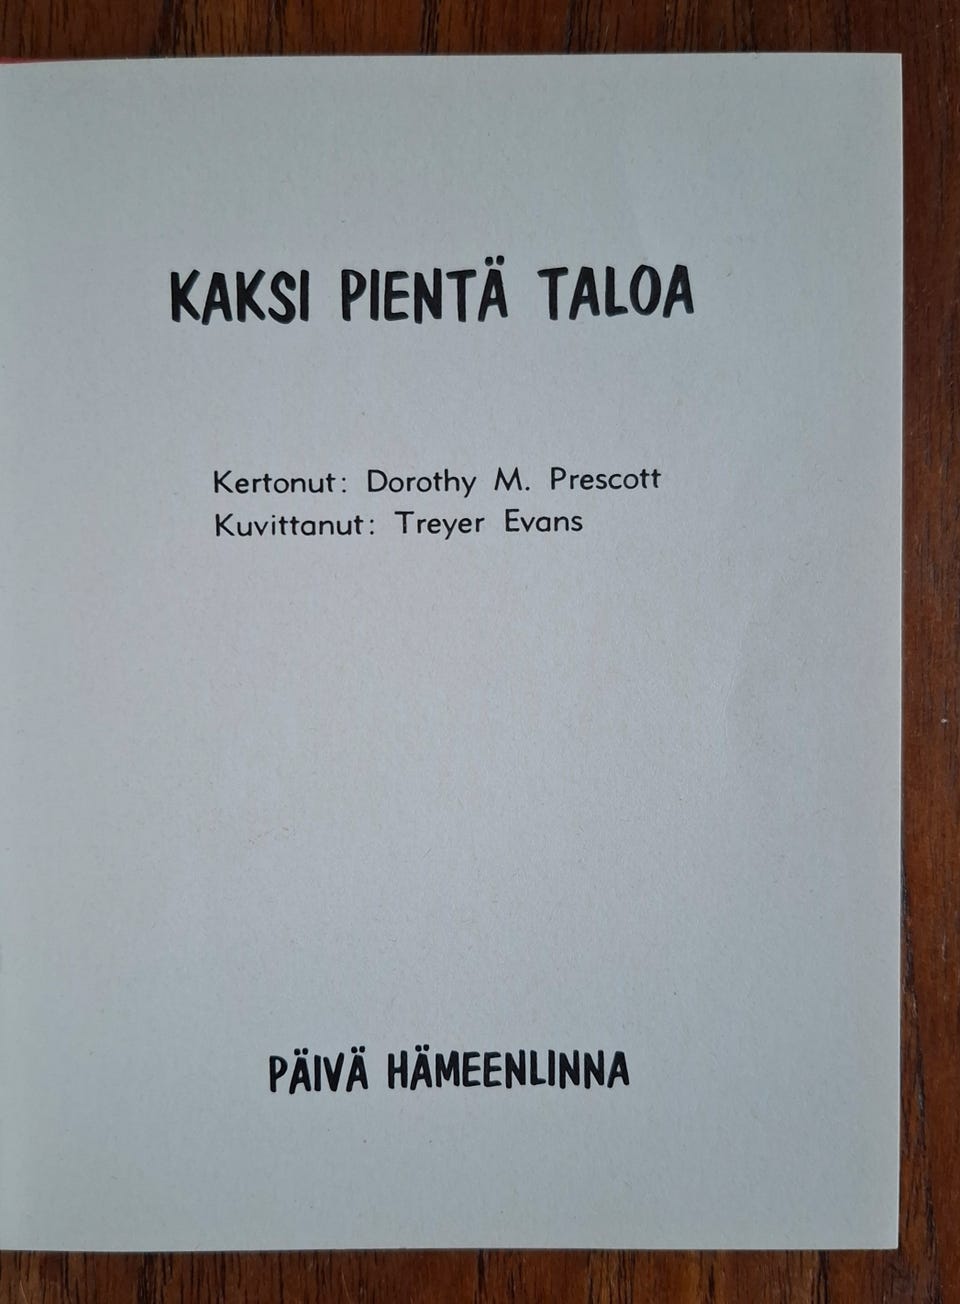 KAKSI PIENTÄ TALOA
Kertonut: Dorothy M. Prescott
Kuvittanut: Treyer Evans
PÄIVÄ HÄMEENLINNA